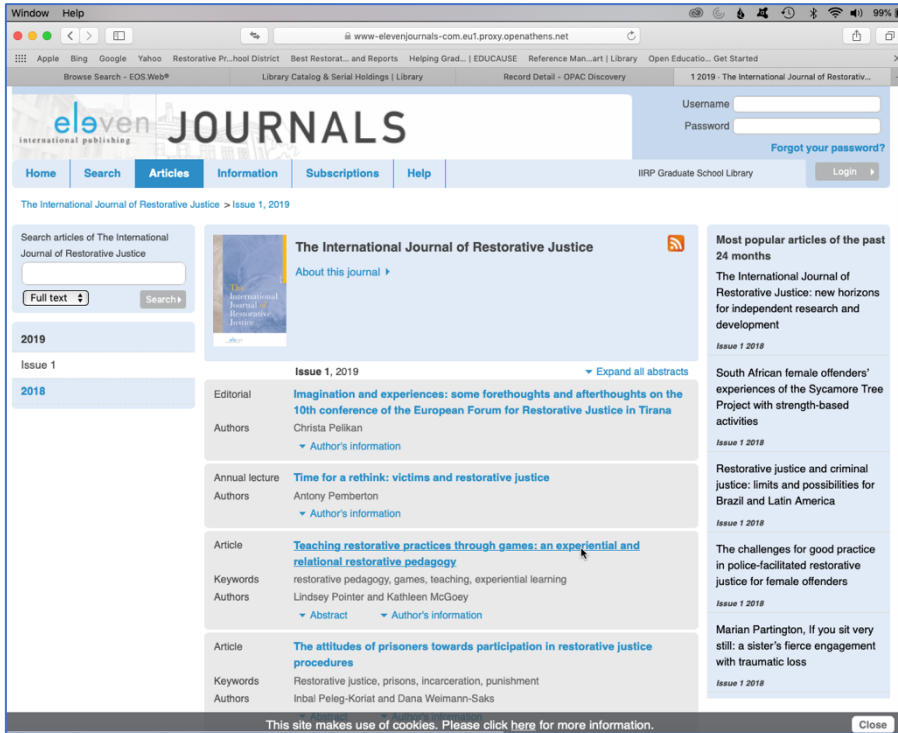 Window Help
99%
www-elevenjournals-com.eu1.proxy.openathens.net
Apple Bing Google Yahoo Restorative Pr...hool District Best Restorat... and Reports Helping Grad... | EDUCAUSE Reference Man...art | Library Open Educatio... Get Started
Browse Search - EOS.Web® Library Catalog & Serial Holdings | Library Record Detail - OPAC Discovery 1 2019 - The International Journal of Restorativ...
eleven JOURNALS
international publishing
Username
Password
Forgot your password?
Home Search Articles Information Subscriptions Help IIRP Graduate School Library Login
The International Journal of Restorative Justice > Issue 1, 2019
Search articles of The International
Journal of Restorative Justice
Full text Search
2019
Issue 1
2018
The
International
Journal of
Restorative
Justice
eleven
The International Journal of Restorative Justice
About this journal
Issue 1, 2019 Expand all abstracts
Editorial Imagination and experiences: some forethoughts and afterthoughts on the
10th conference of the European Forum for Restorative Justice in Tirana
Authors Christa Pelikan
Author's information
Annual lecture Time for a rethink: victims and restorative justice
Authors Antony Pemberton
Author's information
Article Teaching restorative practices through games: an experiential and
relational restorative pedagogy
Keywords restorative pedagogy, games, teaching, experiential learning
Authors Lindsey Pointer and Kathleen McGoey
Abstract Author's information
Article The attitudes of prisoners towards participation in restorative justice
procedures
Keywords Restorative justice, prisons, incarceration, punishment
Authors Inbal Peleg-Koriat and Dana Weimann-Saks
Abstract Author's information
Most popular articles of the past
24 months
The International Journal of
Restorative Justice: new horizons
for independent research and
development
Issue 1 2018
South African female offenders'
experiences of the Sycamore Tree
Project with strength-based
activities
Issue 1 2018
Restorative justice and criminal
justice: limits and possibilities for
Brazil and Latin America
Issue 1 2018
The challenges for good practice
in police-facilitated restorative
justice for female offenders
Issue 1 2018
Marian Partington, If you sit very
still: a sister's fierce engagement
with traumatic loss
Issue 1 2018
This site makes use of cookies. Please click here for more information. Close